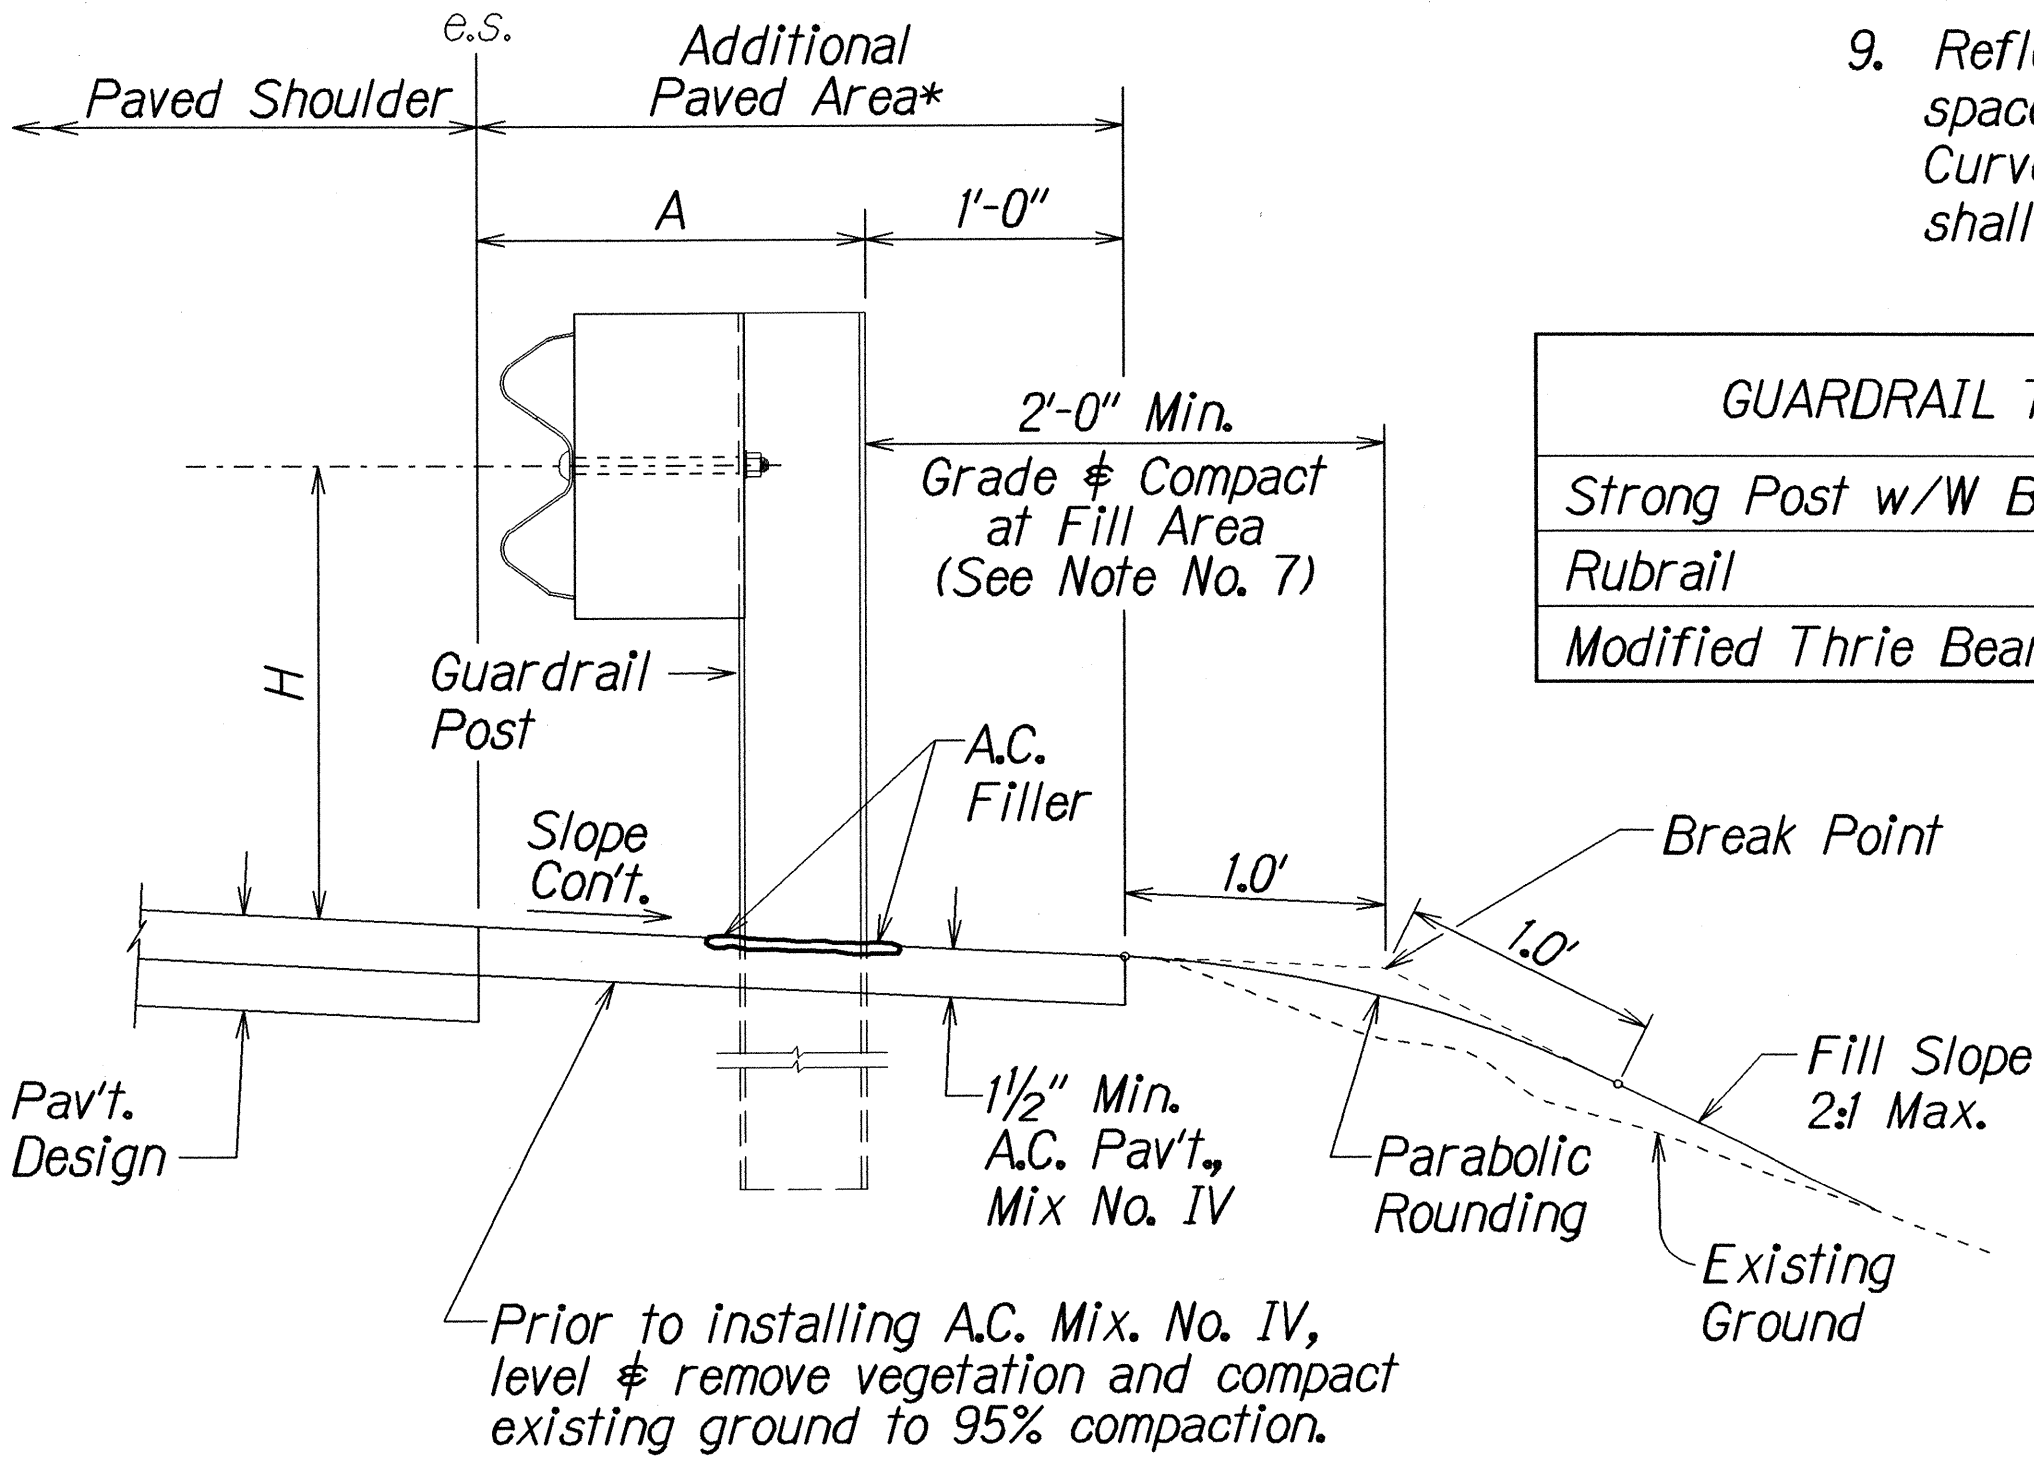 e.s.
Additional
Paved Area*
Paved Shoulder
A
1'-0"
2'-0" Min.
Grade & Compact
at Fill Area
(See Note No. 7)
H
Guardrail
Post
A.C.
Filler
Slope
Con't.
1.0'
Break Point
1.0'
Pav't.
Design
1½" Min.
A.C. Pav't.,
Mix No. IV
Parabolic
Rounding
Fill Slope
2:1 Max.
Existing
Ground
Prior to installing A.C. Mix. No. IV,
level & remove vegetation and compact
existing ground to 95% compaction.
9.
shall
GUARDRAIL
Strong Post w/W
Rubrail
Modified Thrie